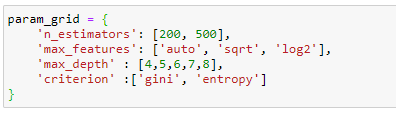 param_grid = {
    'n_estimators': [200, 500],
    'max_features': ['auto', 'sqrt', 'log2'],
    'max_depth' : [4,5,6,7,8],
    'criterion' :['gini', 'entropy']
}